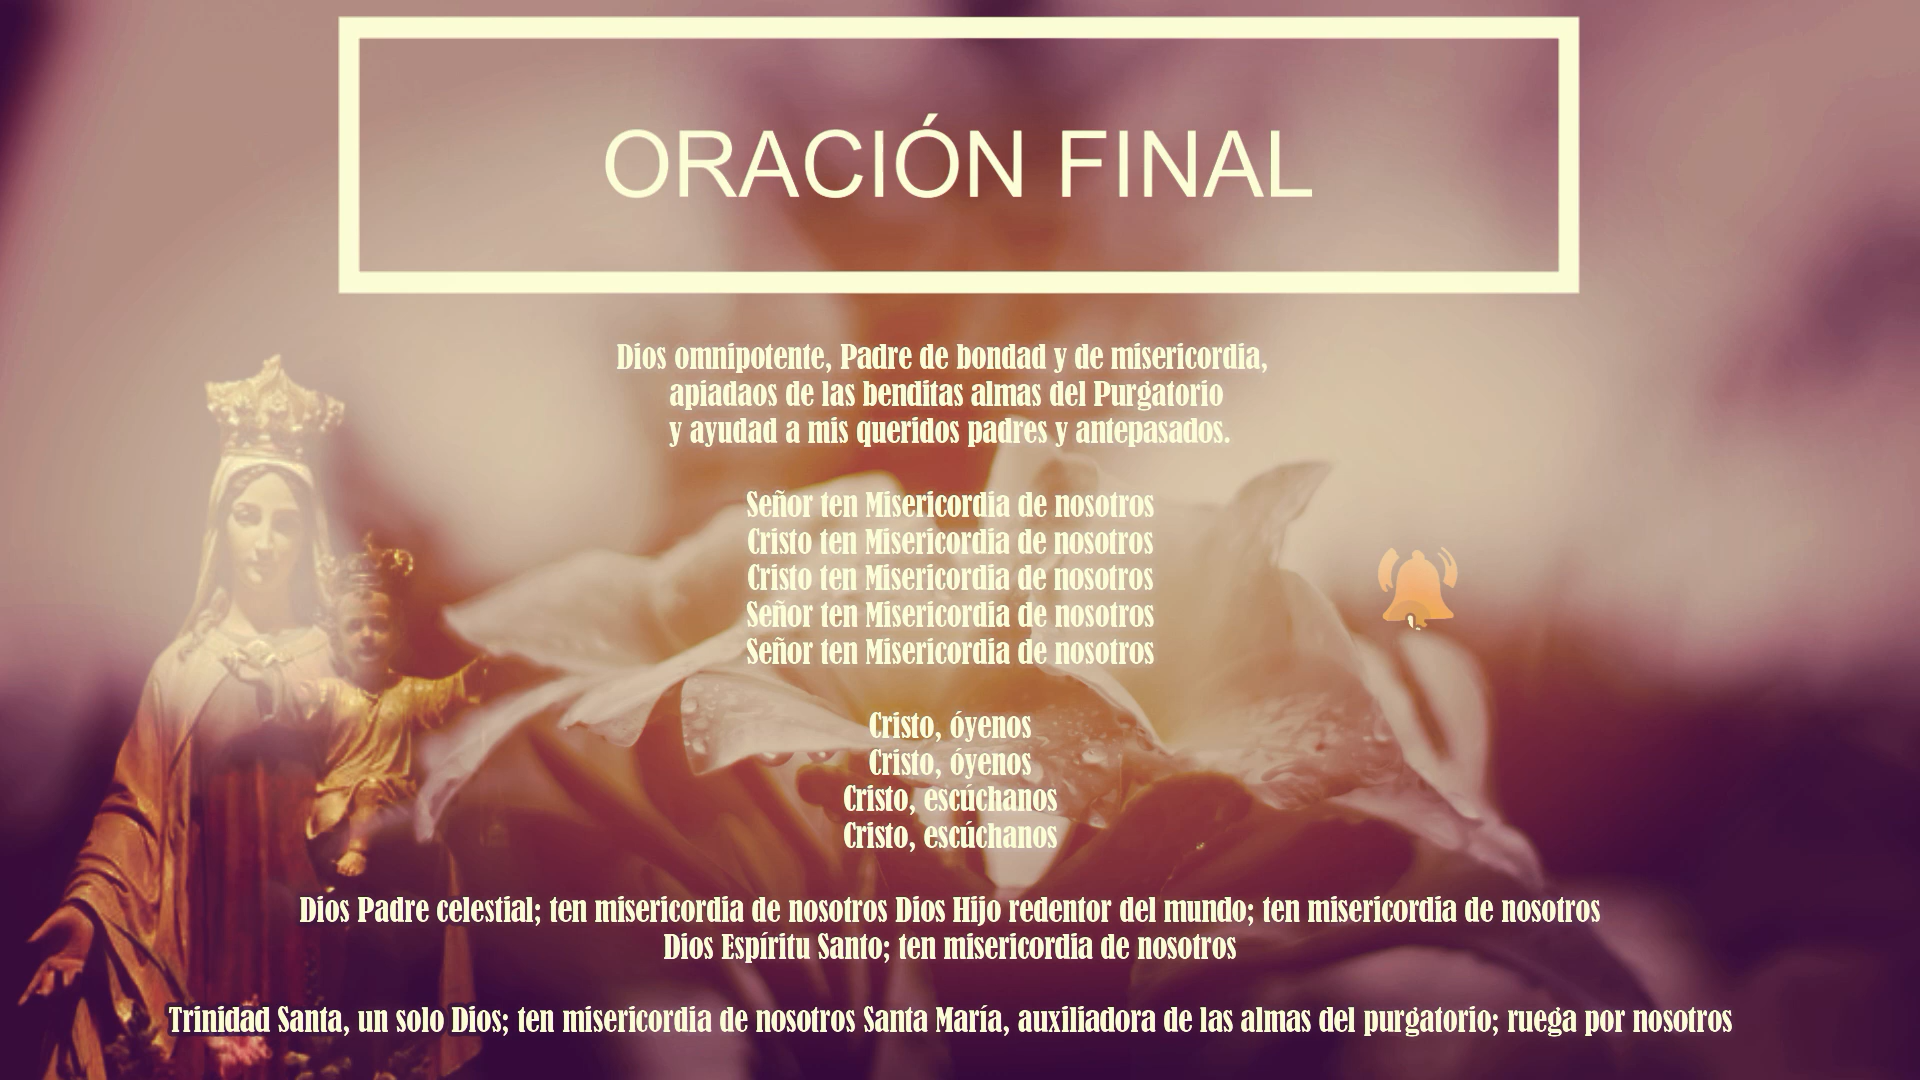 ORACIÓN FINAL
Dios omnipotente, Padre de bondad y de misericordia,
apiadaos de las benditas almas del Purgatorio
y ayudad a mis queridos padres y antepasados.
Señor ten Misericordia de nosotros
Cristo ten Misericordia de nosotros
Cristo ten Misericordia de nosotros
Señor ten Misericordia de nosotros
Señor ten Misericordia de nosotros
Cristo, óyenos
Cristo, óyenos
Cristo, escúchanos
Cristo, escúchanos
Dios Padre celestial; ten misericordia de nosotros Dios Hijo redentor del mundo; ten misericordia de nosotros
Dios Espíritu Santo; ten misericordia de nosotros
Trinidad Santa, un solo Dios; ten misericordia de nosotros Santa María, auxiliadora de las almas del purgatorio; ruega por nosotros